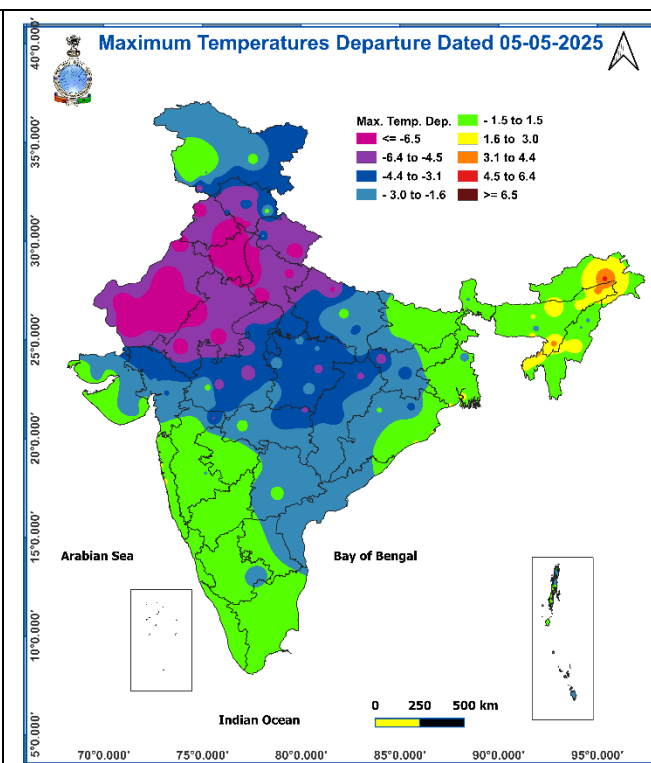 Maximum Temperatures Departure Dated 05-05-2025
Max. Temp. Dep.
<= -6.5
-6.4 to -4.5
-4.4 to -3.1
- 3.0 to -1.6
- 1.5 to 1.5
1.6 to 3.0
3.1 to 4.4
4.5 to 6.4
>= 6.5
40°0.000'
35°0.000'
30°0.000'
25°0.000'
20°0.000'
15°0.000'
10°0.000'
5°0.000'
Arabian Sea
Bay of Bengal
Indian Ocean
0 250 500 km
70°0.000' 75°0.000' 80°0.000' 85°0.000' 90°0.000' 95°0.000'